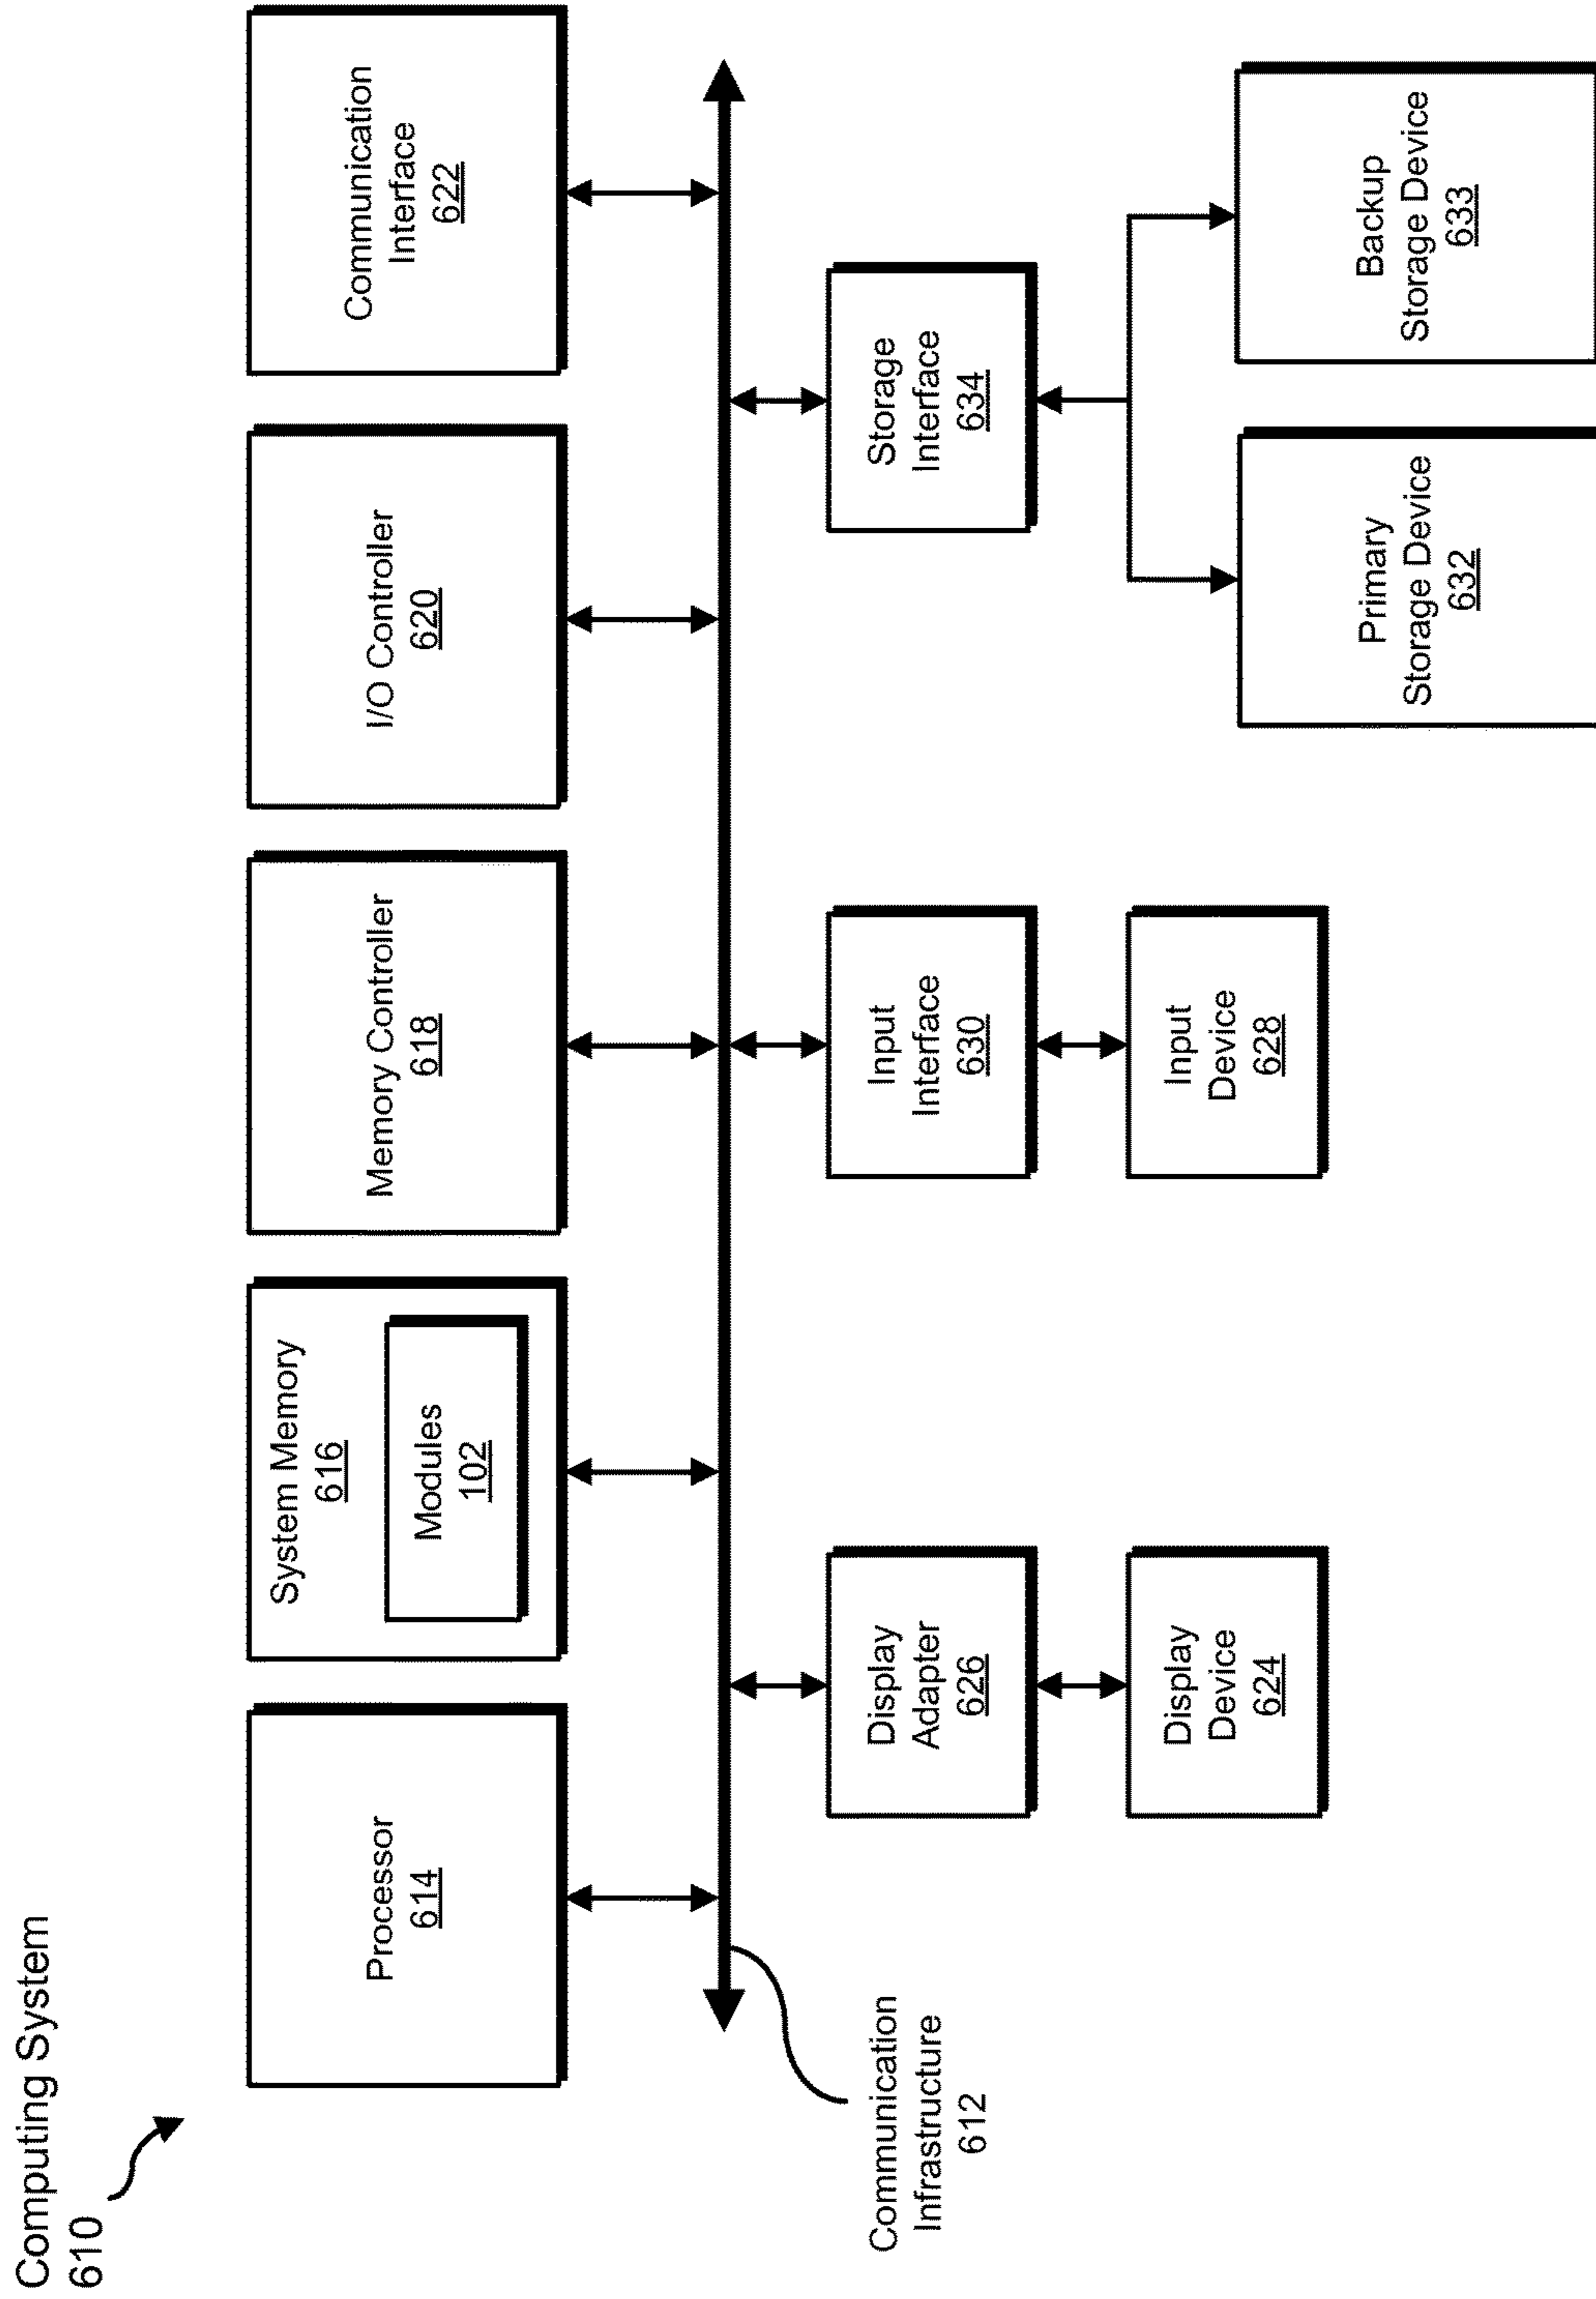 Computing System
610
Processor
614
System Memory
616
Modules
102
Memory Controller
618
I/O Controller
620
Communication
Interface
622
Communication
Infrastructure
612
Display
Adapter
626
Input
Interface
630
Storage
Interface
634
Display
Device
624
Input
Device
628
Primary
Storage Device
632
Backup
Storage Device
633